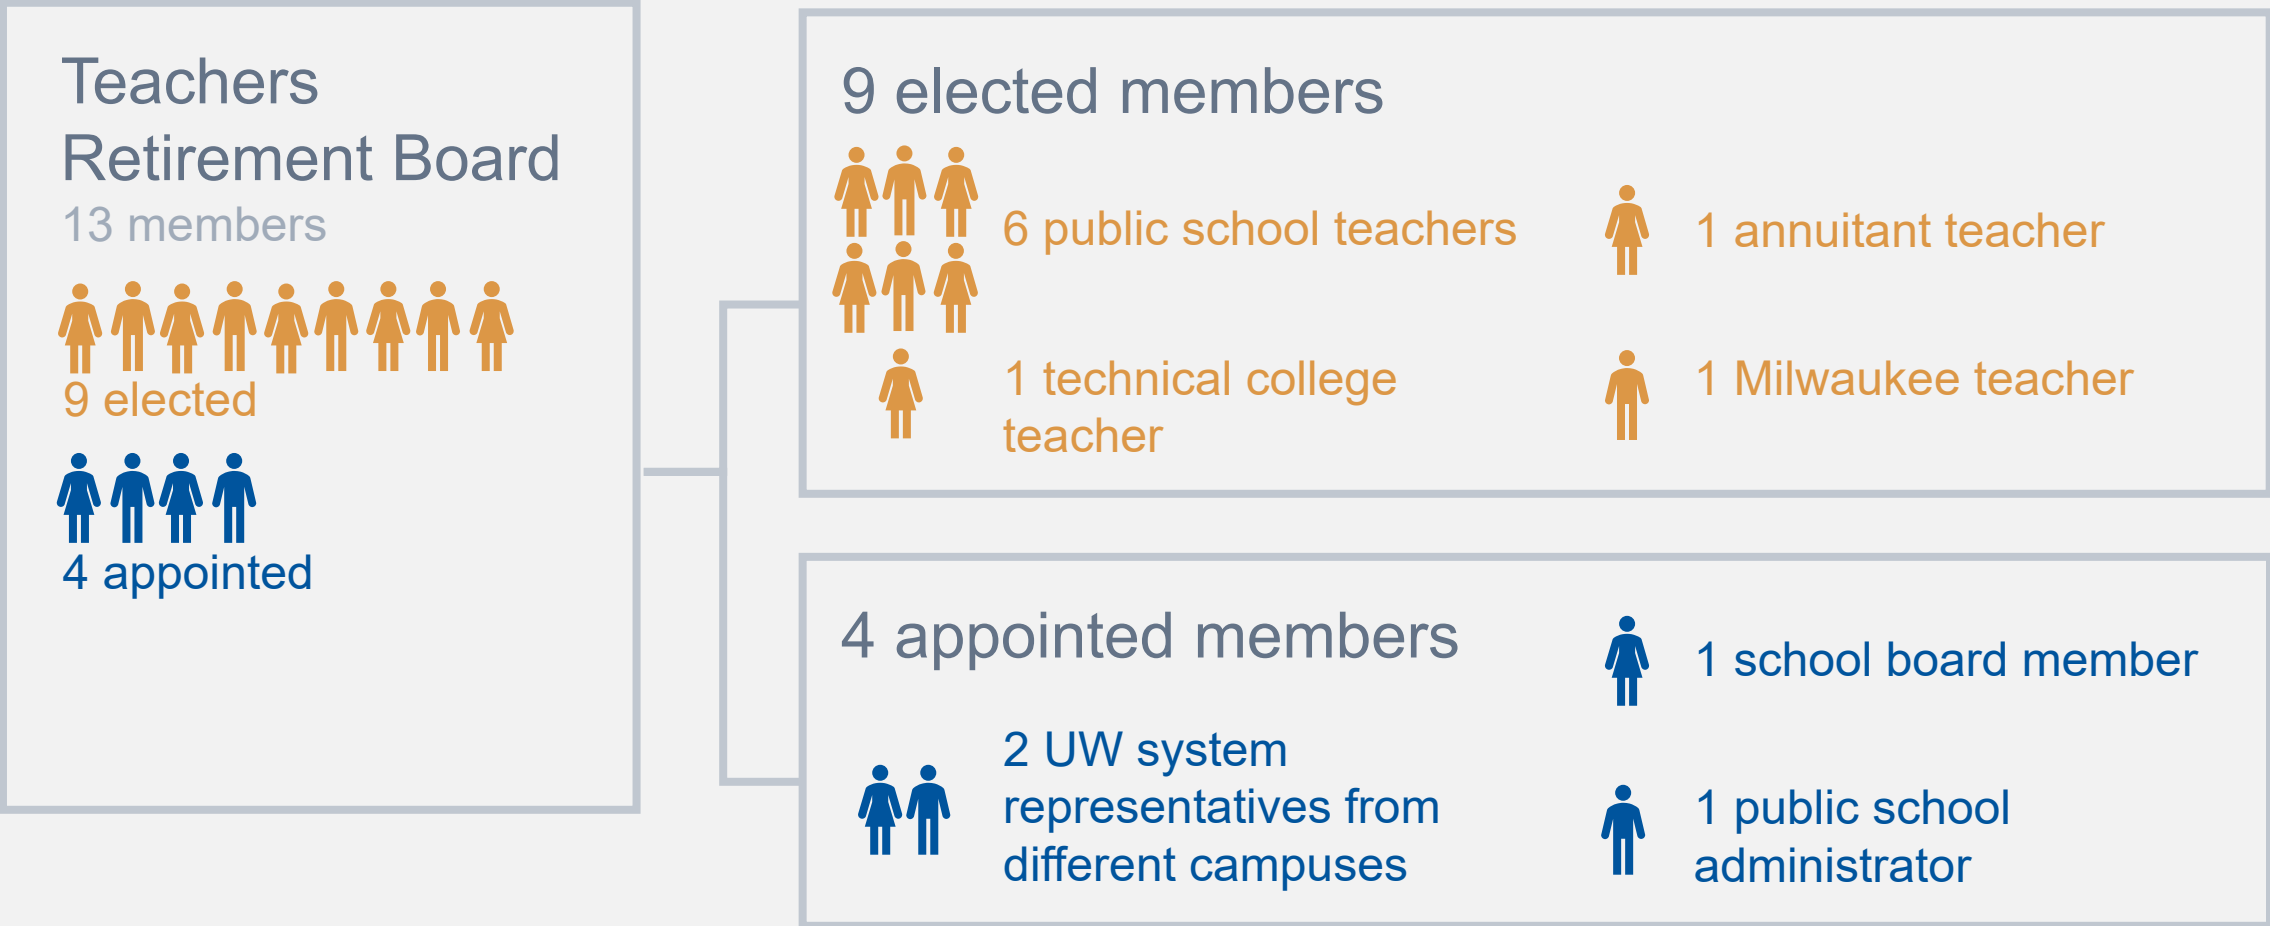 Teachers
Retirement Board
13 members
9 elected
4 appointed
9 elected members
6 public school teachers
1 annuitant teacher
1 technical college
teacher
1 Milwaukee teacher
4 appointed members
2 UW system
representatives from
different campuses
1 school board member
1 public school
administrator